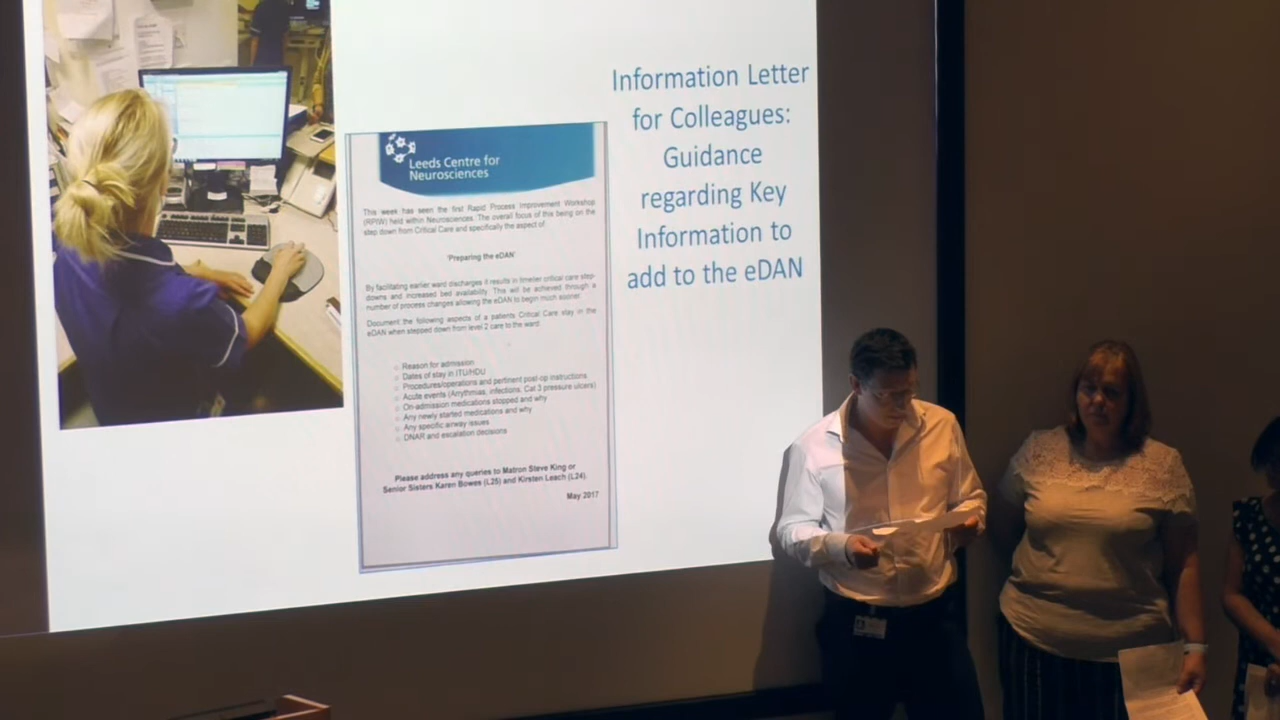 Information Letter
for Colleagues:
Guidance
regarding Key
Information to
add to the eDAN
Leeds Centre for
Neurosciences
This week has seen the first Rapid Process Improvement Workshop
(RPIW) held within Neurosciences. The overall focus of this being on the
step down from Critical Care and specifically the aspect of:
'Preparing the eDAN'
By facilitating earlier ward discharges it results in timelier critical care step-
downs and increased bed availability. This will be achieved through a
number of process changes allowing the eDAN to begin much sooner.
Document the following aspects of a patients Critical Care stay in the
eDAN when stepped down from level 2 care to the ward:
o Reason for admission
o Dates of stay in ITU/HDU
o Procedures/operations and pertinent post-op instructions
o Acute events (Arrythmias, infections, Cat 3 pressure ulcers)
o On-admission medications stopped and why
o Any newly started medications and why
o Any specific airway issues
o DNAR and escalation decisions
Please address any queries to Matron Steve King or
Senior Sisters Karen Bowes (L25) and Kirsten Leach (L24).
May 2017